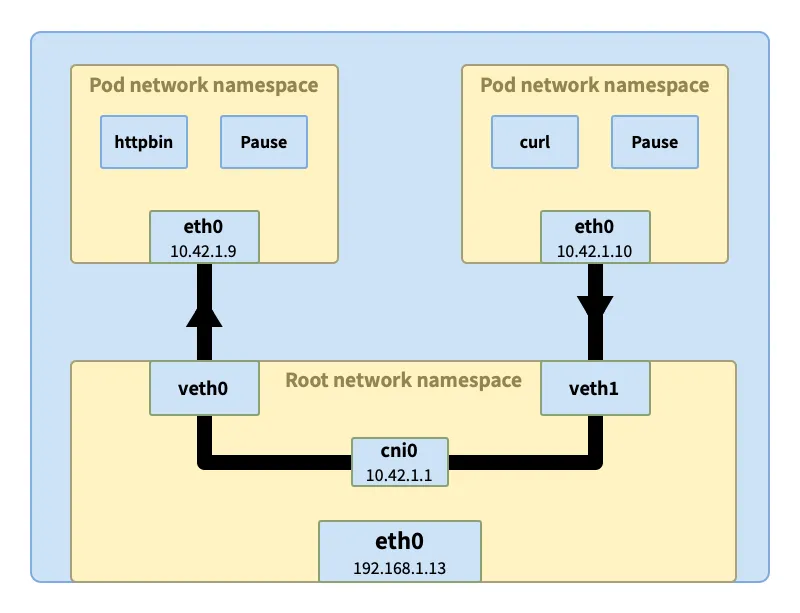 Pod network namespace
httpbin
Pause
eth0
10.42.1.9
Pod network namespace
curl
Pause
eth0
10.42.1.10
Root network namespace
veth0
veth1
cni0
10.42.1.1
eth0
192.168.1.13